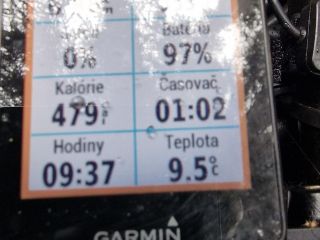 Batéria
0% 97%
Kalórie Časovač
479 01:02
Hodiny Teplota
09:37 9.5°C
GARMIN